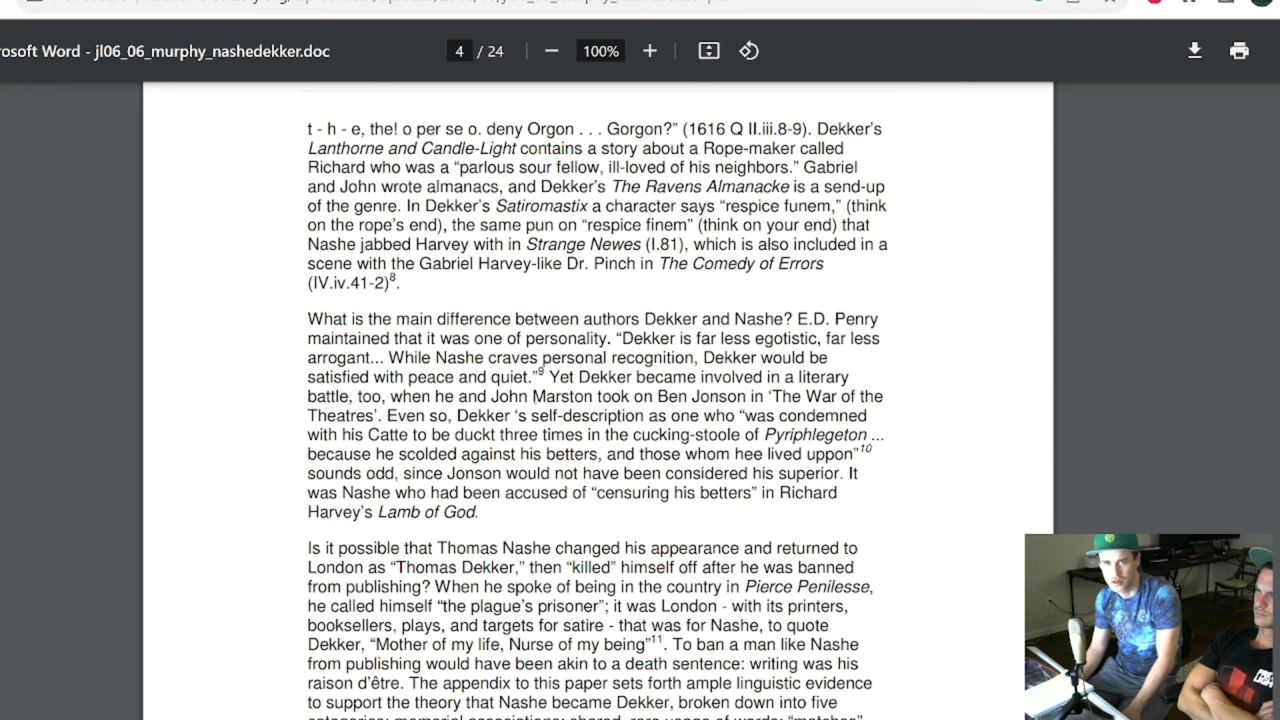 rosoft Word - jl06_06_murphy_nashedekker.doc
4 / 24
100%
t - h - e, the! o per se o. deny Orgon . . . Gorgon?” (1616 Q II.iii.8-9). Dekker’s
Lanthorne and Candle-Light contains a story about a Rope-maker called
Richard who was a “parlous sour fellow, ill-loved of his neighbors.” Gabriel
and John wrote almanacs, and Dekker’s The Ravens Almanacke is a send-up
of the genre. In Dekker’s Satiromastix a character says “respice funem,” (think
on the rope’s end), the same pun on “respice finem” (think on your end) that
Nashe jabbed Harvey with in Strange Newes (I.81), which is also included in a
scene with the Gabriel Harvey-like Dr. Pinch in The Comedy of Errors
(IV.iv.41-2)8.
What is the main difference between authors Dekker and Nashe? E.D. Penry
maintained that it was one of personality. “Dekker is far less egotistic, far less
arrogant... While Nashe craves personal recognition, Dekker would be
satisfied with peace and quiet.”9 Yet Dekker became involved in a literary
battle, too, when he and John Marston took on Ben Jonson in ‘The War of the
Theatres’. Even so, Dekker ‘s self-description as one who “was condemned
with his Catte to be duckt three times in the cucking-stoole of Pyriphlegeton ...
because he scolded against his betters, and those whom hee lived uppon”10
sounds odd, since Jonson would not have been considered his superior. It
was Nashe who had been accused of “censuring his betters” in Richard
Harvey’s Lamb of God.
Is it possible that Thomas Nashe changed his appearance and returned to
London as “Thomas Dekker,” then “killed” himself off after he was banned
from publishing? When he spoke of being in the country in Pierce Penilesse,
he called himself “the plague’s prisoner”; it was London - with its printers,
booksellers, plays, and targets for satire - that was for Nashe, to quote
Dekker, “Mother of my life, Nurse of my being”11. To ban a man like Nashe
from publishing would have been akin to a death sentence: writing was his
raison d’être. The appendix to this paper sets forth ample linguistic evidence
to support the theory that Nashe became Dekker, broken down into five